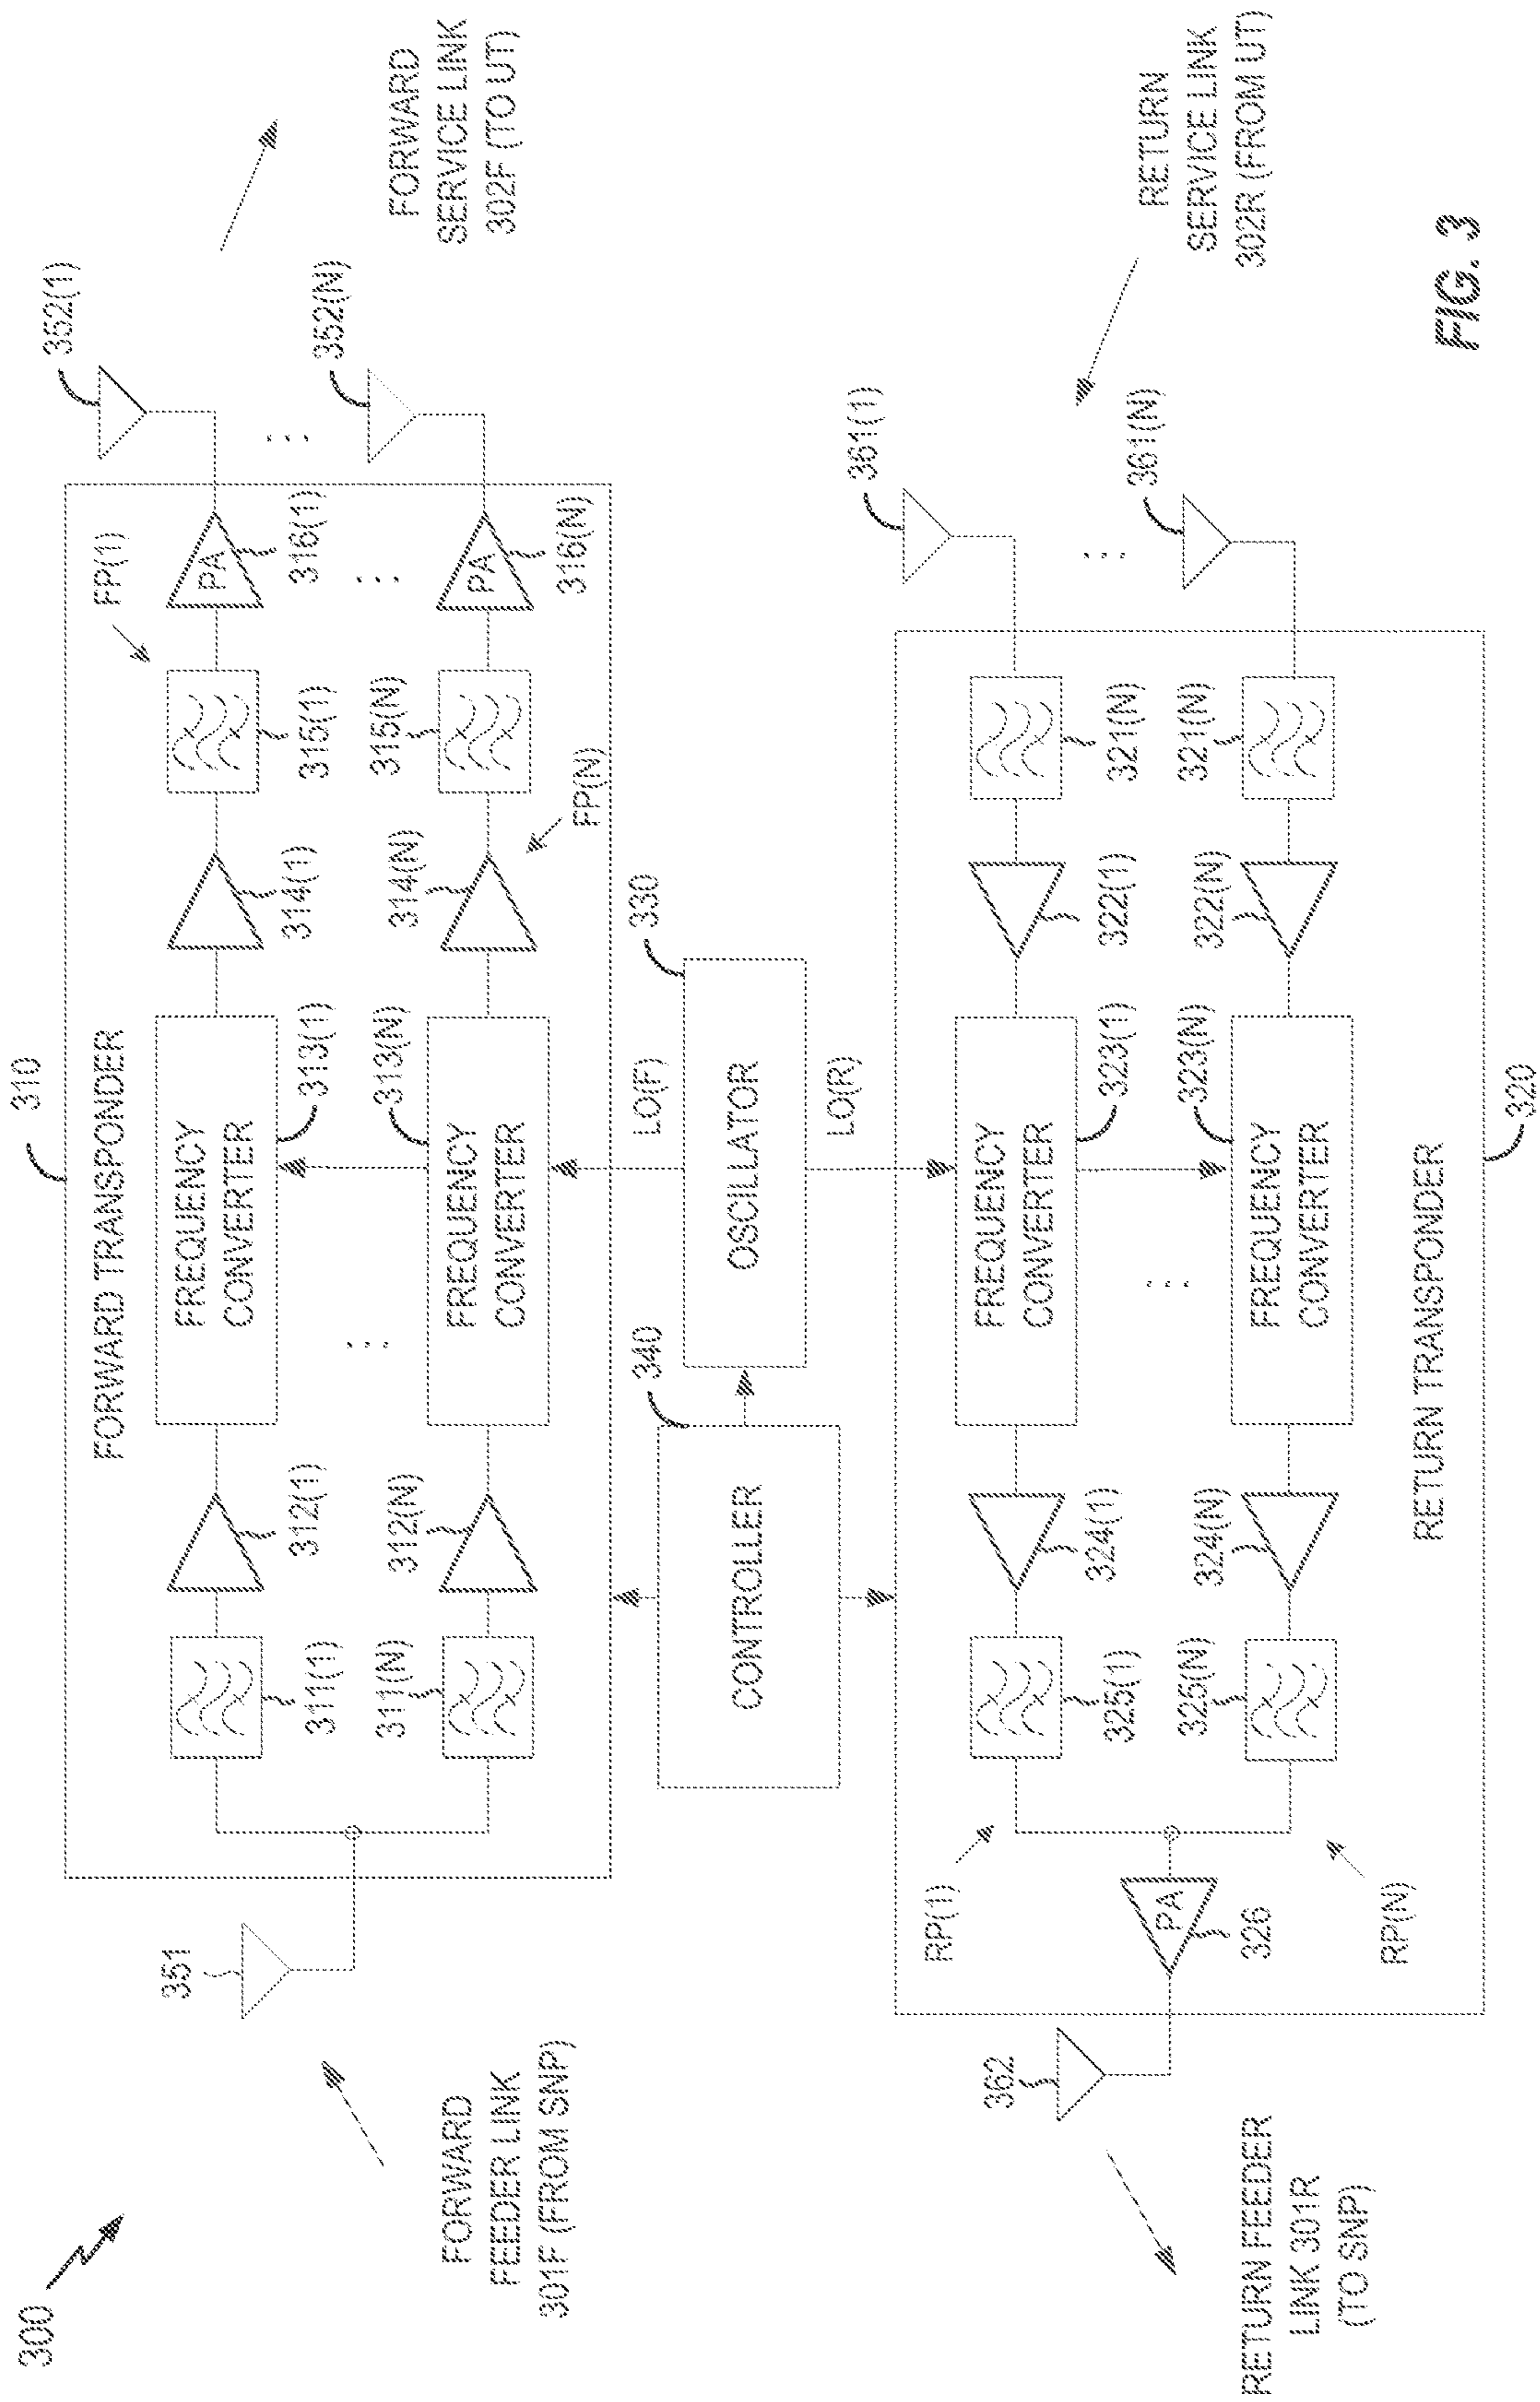 300
310
FORWARD TRANSPONDER
FORWARD
FEEDER LINK
301F (FROM SNP)
351
311(1)
312(1)
FREQUENCY
CONVERTER
313(1)
314(1)
315(1)
FP(1)
PA
316(1)
352(1)
FORWARD
SERVICE LINK
302F (TO UT)
311(N)
312(N)
FREQUENCY
CONVERTER
313(N)
314(N)
FP(N)
315(N)
PA
316(N)
352(N)
CONTROLLER
340
OSCILLATOR
330
LO(F)
LO(R)
RETURN FEEDER
LINK 301R
(TO SNP)
362
PA
326
RP(1)
325(1)
324(1)
FREQUENCY
CONVERTER
323(1)
322(1)
321(N)
361(1)
RETURN
SERVICE LINK
302R (FROM UT)
RP(N)
325(N)
324(N)
FREQUENCY
CONVERTER
323(N)
322(N)
321(N)
361(N)
RETURN TRANSPONDER
320
FIG. 3